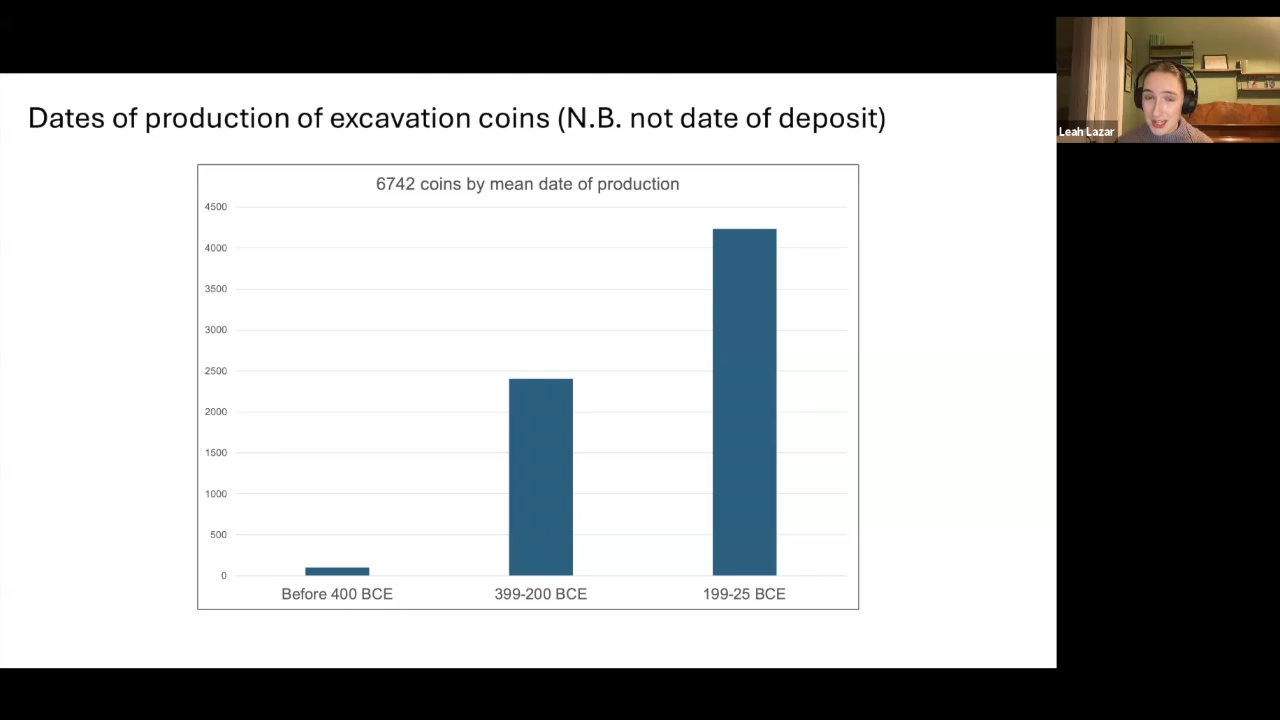 Dates of production of excavation coins (N.B. not date of deposit)
6742 coins by mean date of production
4500
4000
3500
3000
2500
2000
1500
1000
500
0
Before 400 BCE
399-200 BCE
199-25 BCE
Leah Lazar